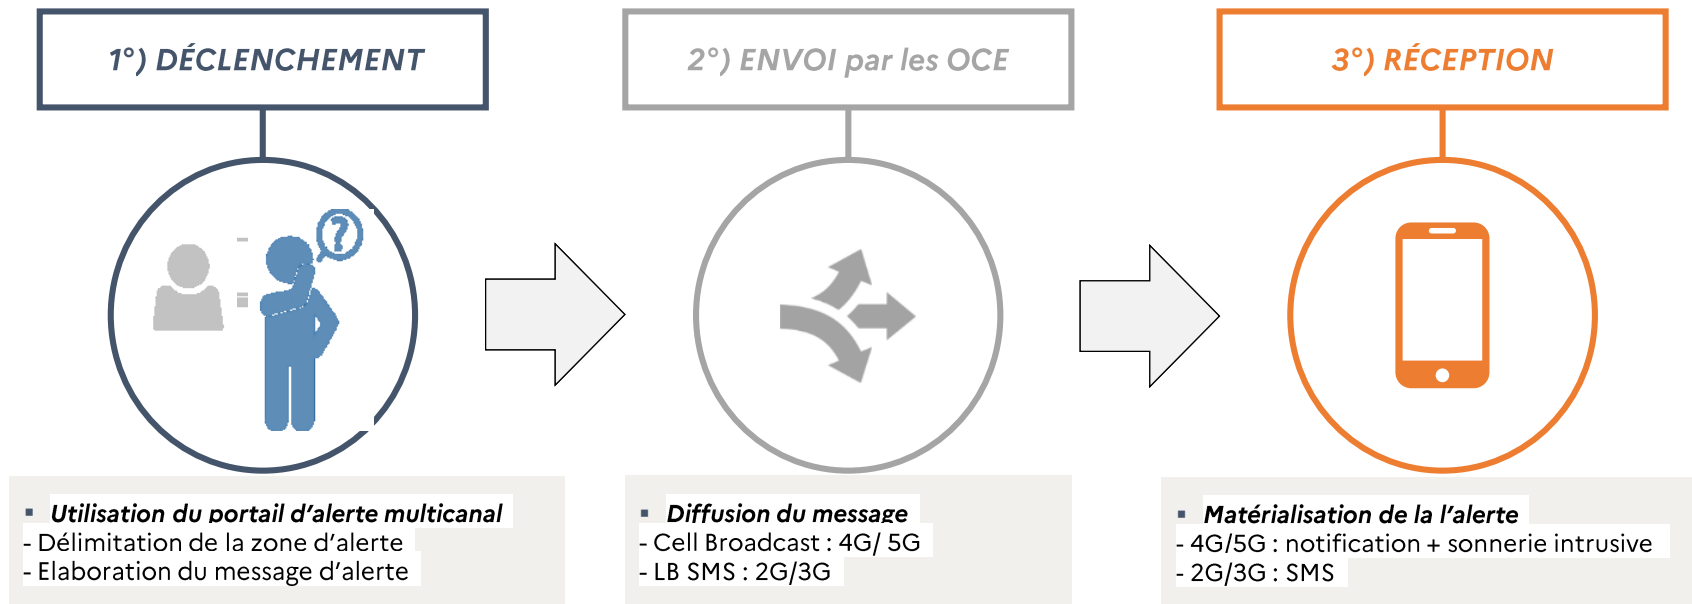 1°) DÉCLENCHEMENT
2°) ENVOI par les OCE
3°) RÉCEPTION
?
▪ Utilisation du portail d'alerte multicanal
- Délimitation de la zone d'alerte
- Elaboration du message d'alerte
▪ Diffusion du message
- Cell Broadcast : 4G/ 5G
- LB SMS : 2G/3G
▪ Matérialisation de la l'alerte
- 4G/5G : notification + sonnerie intrusive
- 2G/3G : SMS